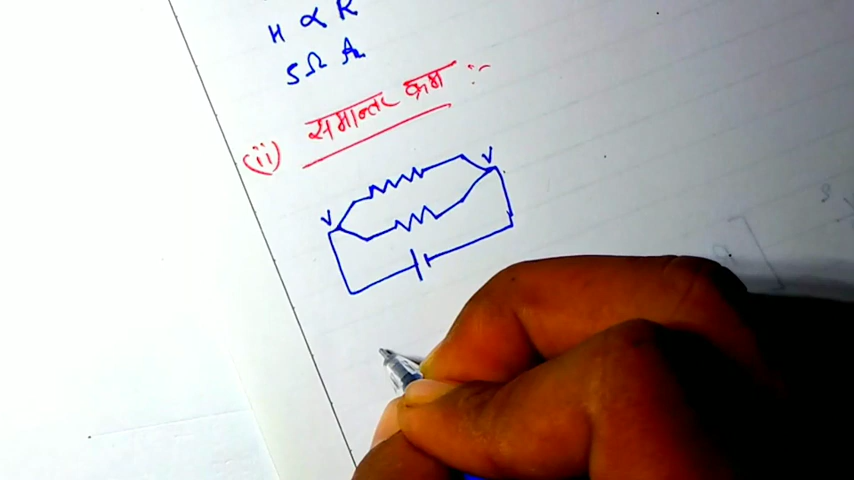 H ∝ R
5Ω में
(ii) समान्तर क्रम :-
V
V